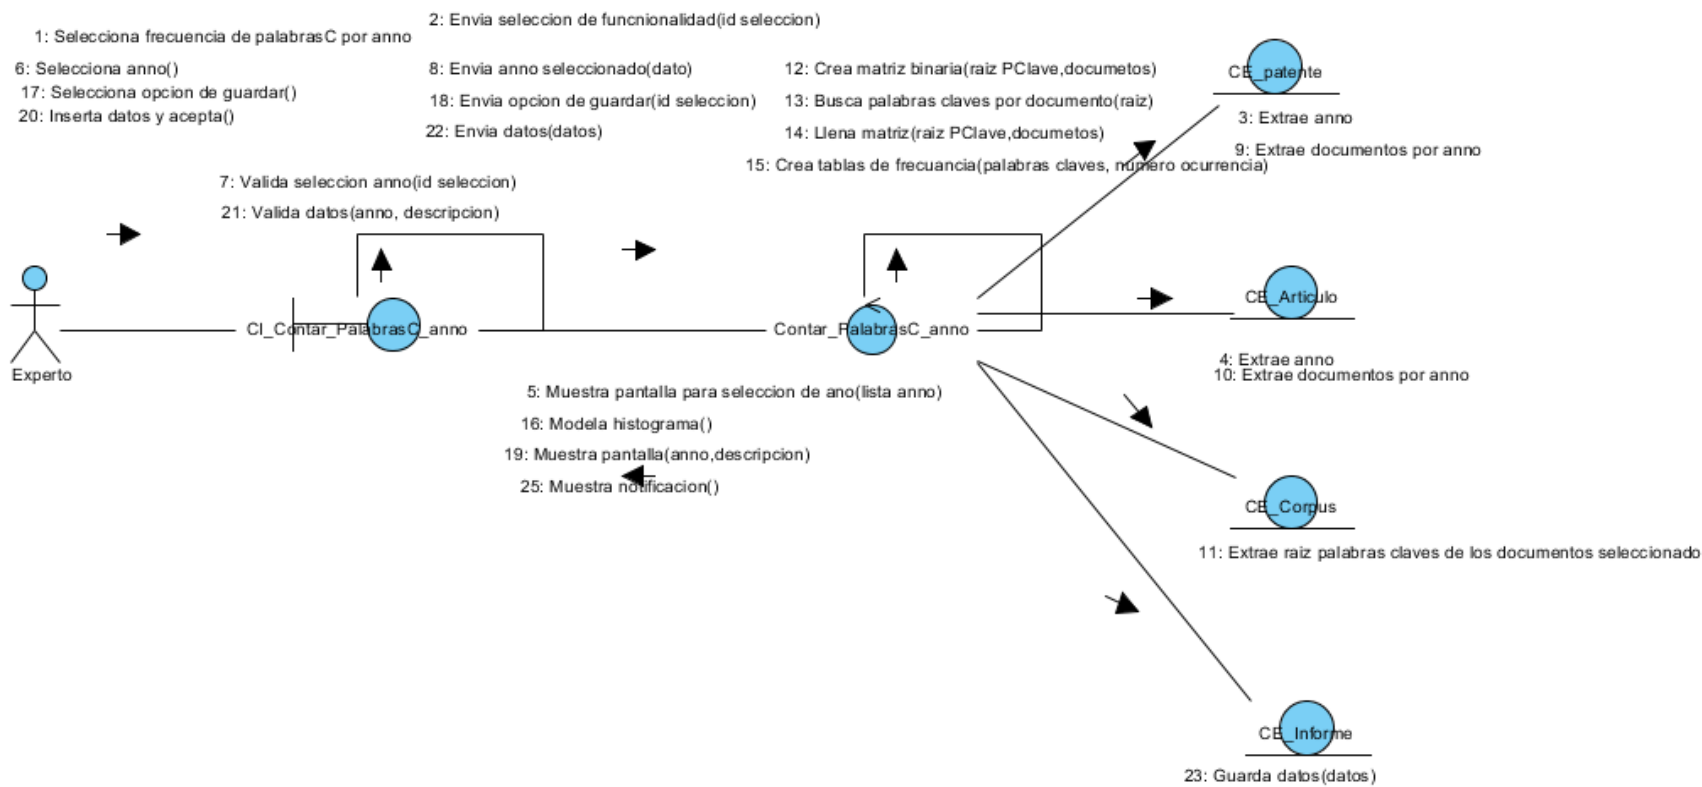 2: Envia seleccion de funcnionalidad(id seleccion)
1: Selecciona frecuencia de palabrasC por anno
6: Selecciona anno()
17: Selecciona opcion de guardar()
20: Inserta datos y acepta()
8: Envia anno seleccionado(dato)
18: Envia opcion de guardar(id seleccion)
22: Envia datos(datos)
12: Crea matriz binaria(raiz PClave,documetos)
13: Busca palabras claves por documento(raiz)
14: Llena matriz(raiz PClave,documetos)
15: Crea tablas de frecuancia(palabras claves, numero ocurrencia)
CE_patente
3: Extrae anno
9: Extrae documentos por anno
7: Valida seleccion anno(id seleccion)
21: Valida datos(anno, descripcion)
Experto
CI_Contar_PalabrasC_anno
Contar_PalabrasC_anno
CE_Articulo
4: Extrae anno
10: Extrae documentos por anno
5: Muestra pantalla para seleccion de ano(lista anno)
16: Modela histograma()
19: Muestra pantalla(anno,descripcion)
25: Muestra notificacion()
CE_Corpus
11: Extrae raiz palabras claves de los documentos seleccionado
CE_Informe
23: Guarda datos(datos)